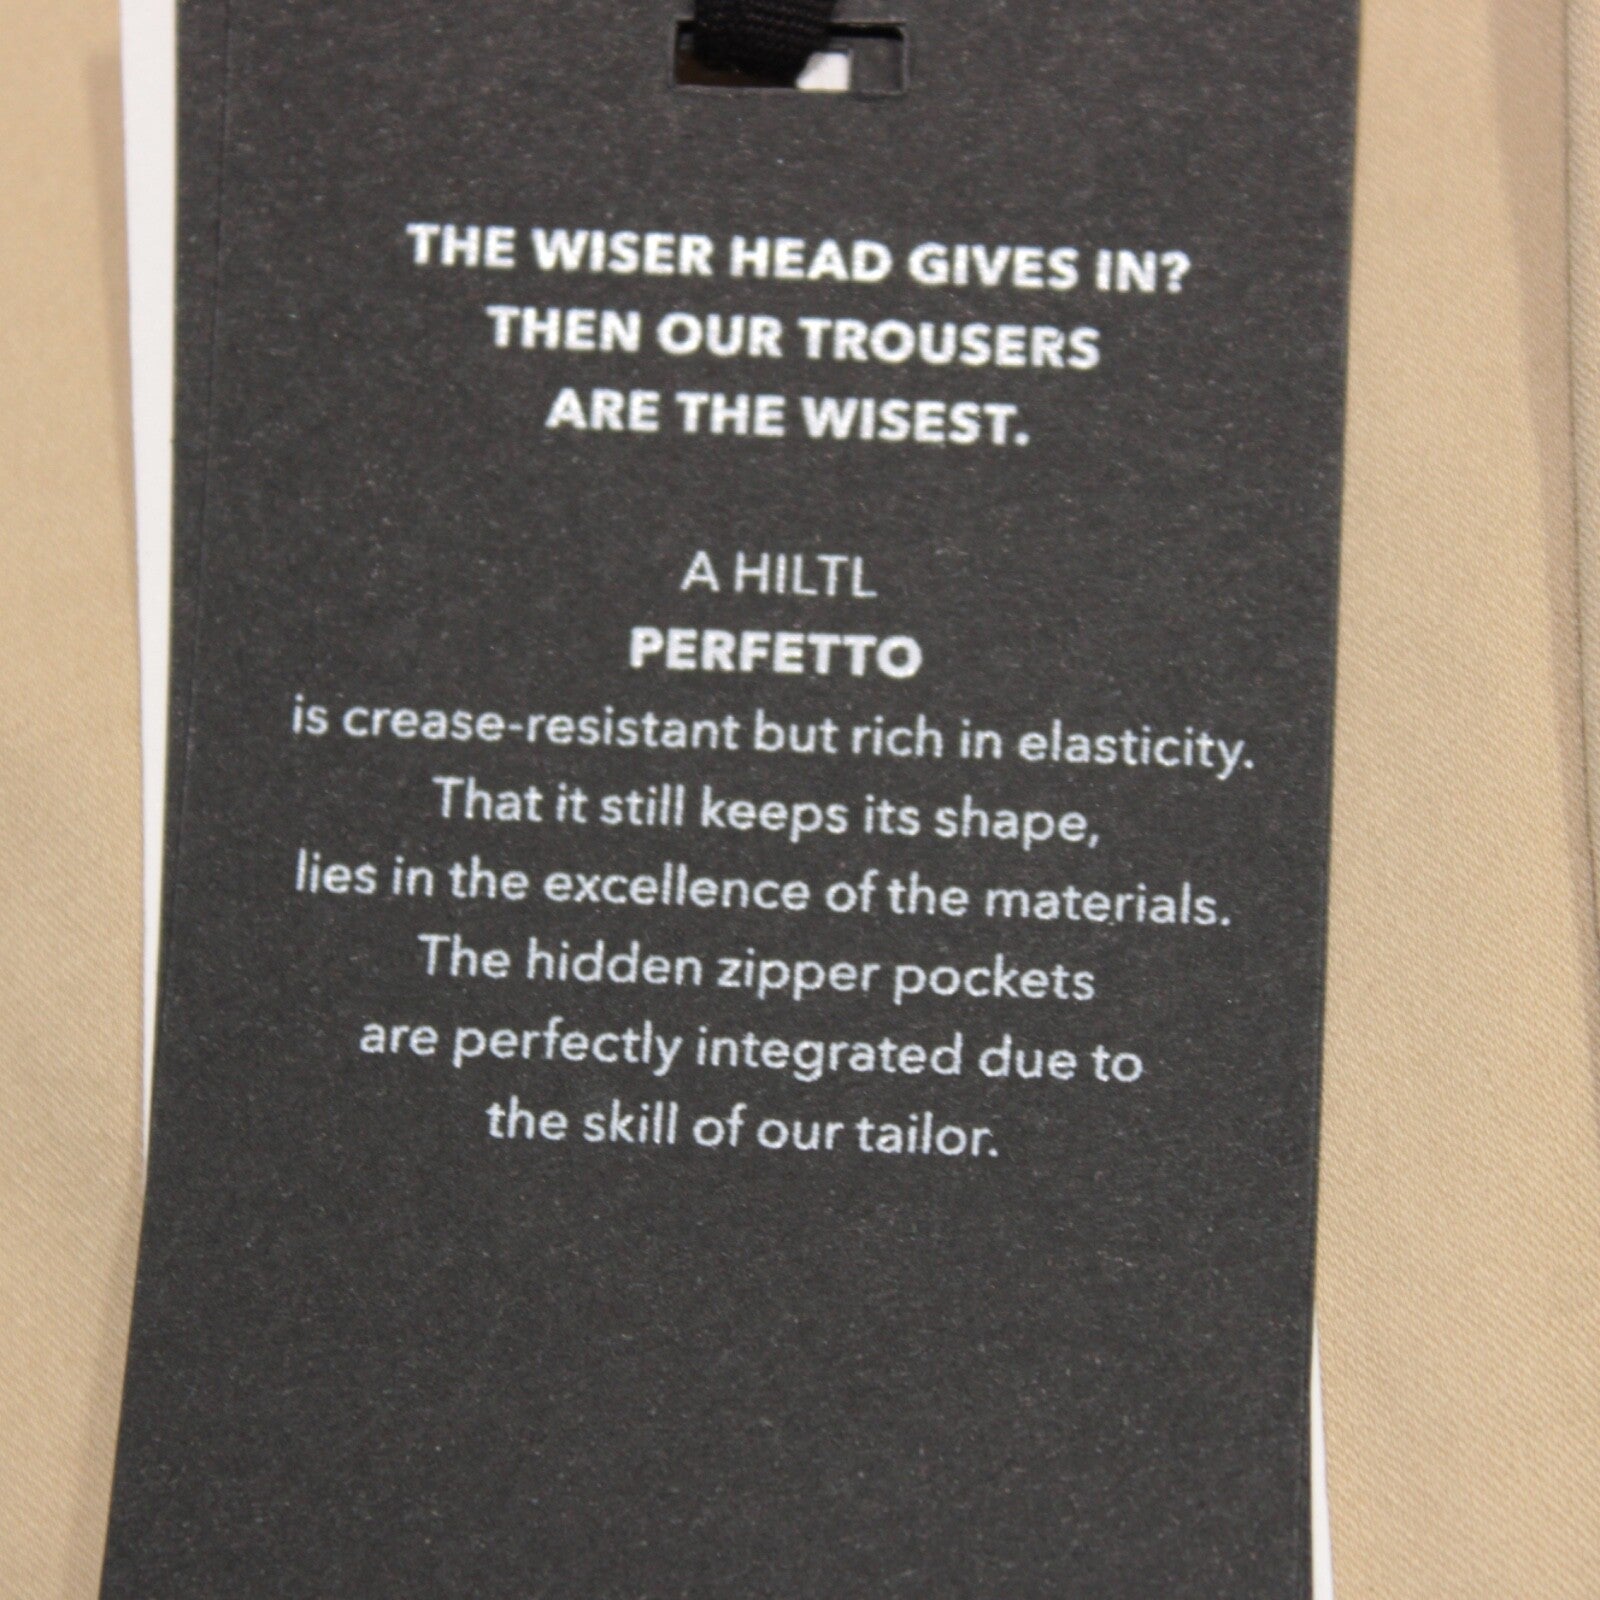 THE WISER HEAD GIVES IN?
THEN OUR TROUSERS
ARE THE WISEST.
A HILTL
PERFETTO
is crease-resistant but rich in elasticity.
That it still keeps its shape,
lies in the excellence of the materials.
The hidden zipper pockets
are perfectly integrated due to
the skill of our tailor.